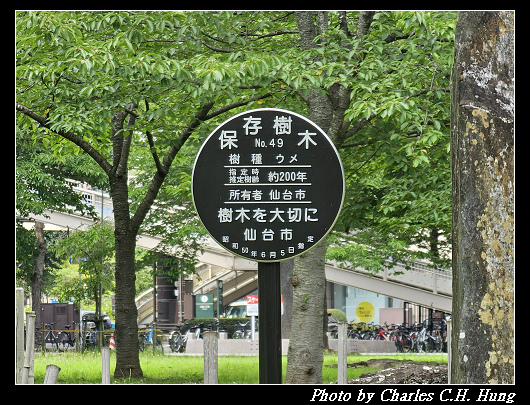 保存樹木
No.49
樹種 ウメ
指定時
推定樹齢 約200年
所有者 仙台市
樹木を大切に
仙台市
昭和50年6月5日指定
Photo by Charles C.H. Hung